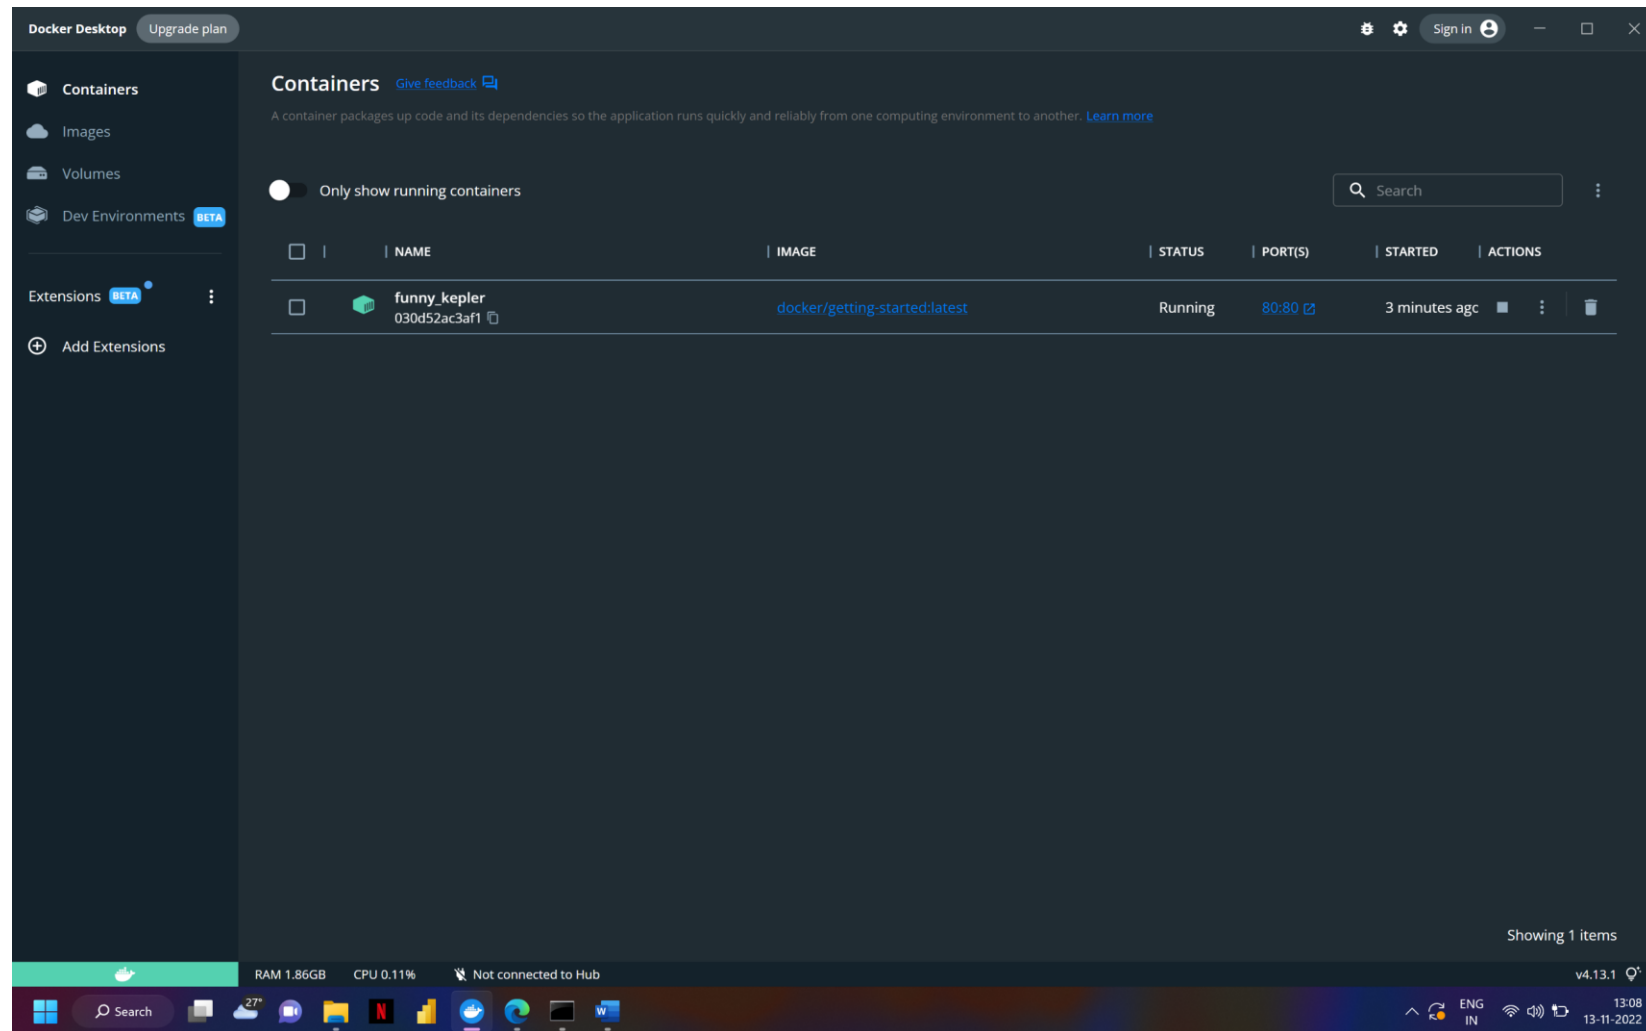 Docker Desktop Upgrade plan Sign in
Containers
Images
Volumes
Dev Environments BETA
Extensions BETA
Add Extensions
Containers Give feedback
A container packages up code and its dependencies so the application runs quickly and reliably from one computing environment to another. Learn more
Only show running containers Search
NAME IMAGE STATUS PORT(S) STARTED ACTIONS
funny_kepler docker/getting-started:latest Running 80:80 3 minutes agc
030d52ac3af1
Showing 1 items
RAM 1.86GB CPU 0.11% Not connected to Hub v4.13.1
Search 27° N W ENG 13:08
IN 13-11-2022